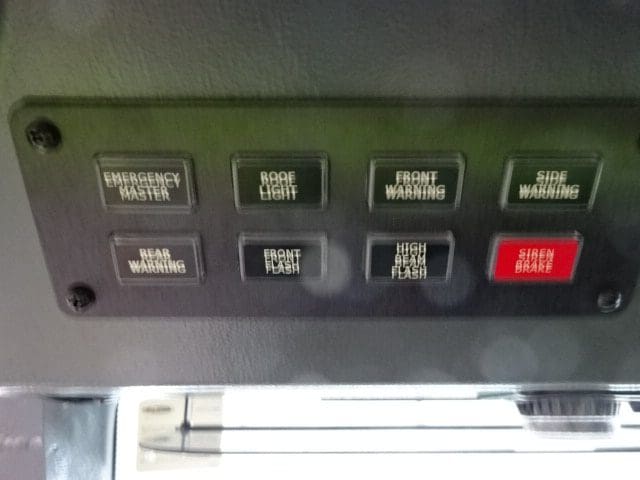 EMERGENCY
MASTER
ROOF
LIGHT
FRONT
WARNING
SIDE
WARNING
REAR
WARNING
FRONT
FLASH
HIGH
BEAM
FLASH
SIREN
BRAKE